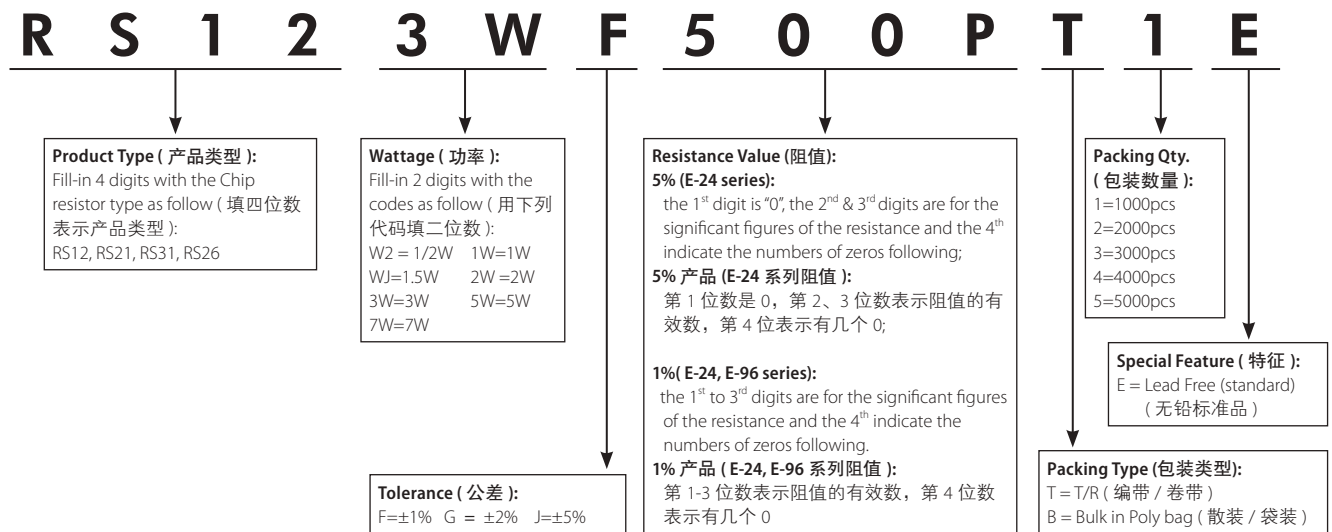 R S 1 2 3 W F 5 0 0 P T 1 E
Product Type ( 产品类型 ):
Fill-in 4 digits with the Chip
resistor type as follow ( 填四位数
表示产品类型 ):
RS12, RS21, RS31, RS26
Wattage ( 功率 ):
Fill-in 2 digits with the
codes as follow ( 用下列
代码填二位数 ):
W2 = 1/2W 1W=1W
WJ=1.5W 2W =2W
3W=3W 5W=5W
7W=7W
Tolerance ( 公差 ):
F=±1% G = ±2% J=±5%
Resistance Value (阻值):
5% (E-24 series):
the 1st digit is "0", the 2nd & 3rd digits are for the
significant figures of the resistance and the 4th
indicate the numbers of zeros following;
5% 产品 (E-24 系列阻值 ):
第 1 位数是 0，第 2、3 位数表示阻值的有
效数，第 4 位表示有几个 0;
1%( E-24, E-96 series):
the 1st to 3rd digits are for the significant figures
of the resistance and the 4th indicate the
numbers of zeros following.
1% 产品 ( E-24, E-96 系列阻值 ):
第 1-3 位数表示阻值的有效数，第 4 位数
表示有几个 0
Packing Qty.
( 包装数量 ):
1=1000pcs
2=2000pcs
3=3000pcs
4=4000pcs
5=5000pcs
Special Feature ( 特征 ):
E = Lead Free (standard)
( 无铅标准品 )
Packing Type (包装类型):
T = T/R ( 编带 / 卷带 )
B = Bulk in Poly bag ( 散装 / 袋装 )